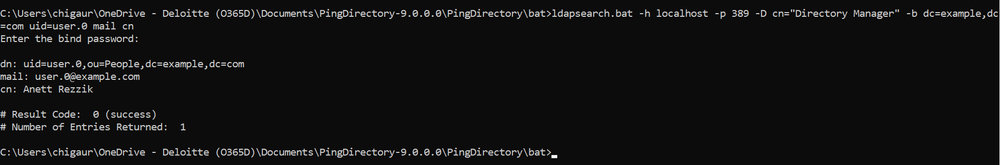 C:\Users\chigaur\OneDrive - Deloitte (O365D)\Documents\PingDirectory-9.0.0.0\PingDirectory\bat>ldapsearch.bat -h localhost -p 389 -D cn="Directory Manager" -b dc=example,dc
=com uid=user.0 mail cn
Enter the bind password:
dn: uid=user.0,ou=People,dc=example,dc=com
mail: user.0@example.com
cn: Anett Rezzik
# Result Code:  0 (success)
# Number of Entries Returned:  1
C:\Users\chigaur\OneDrive - Deloitte (O365D)\Documents\PingDirectory-9.0.0.0\PingDirectory\bat>